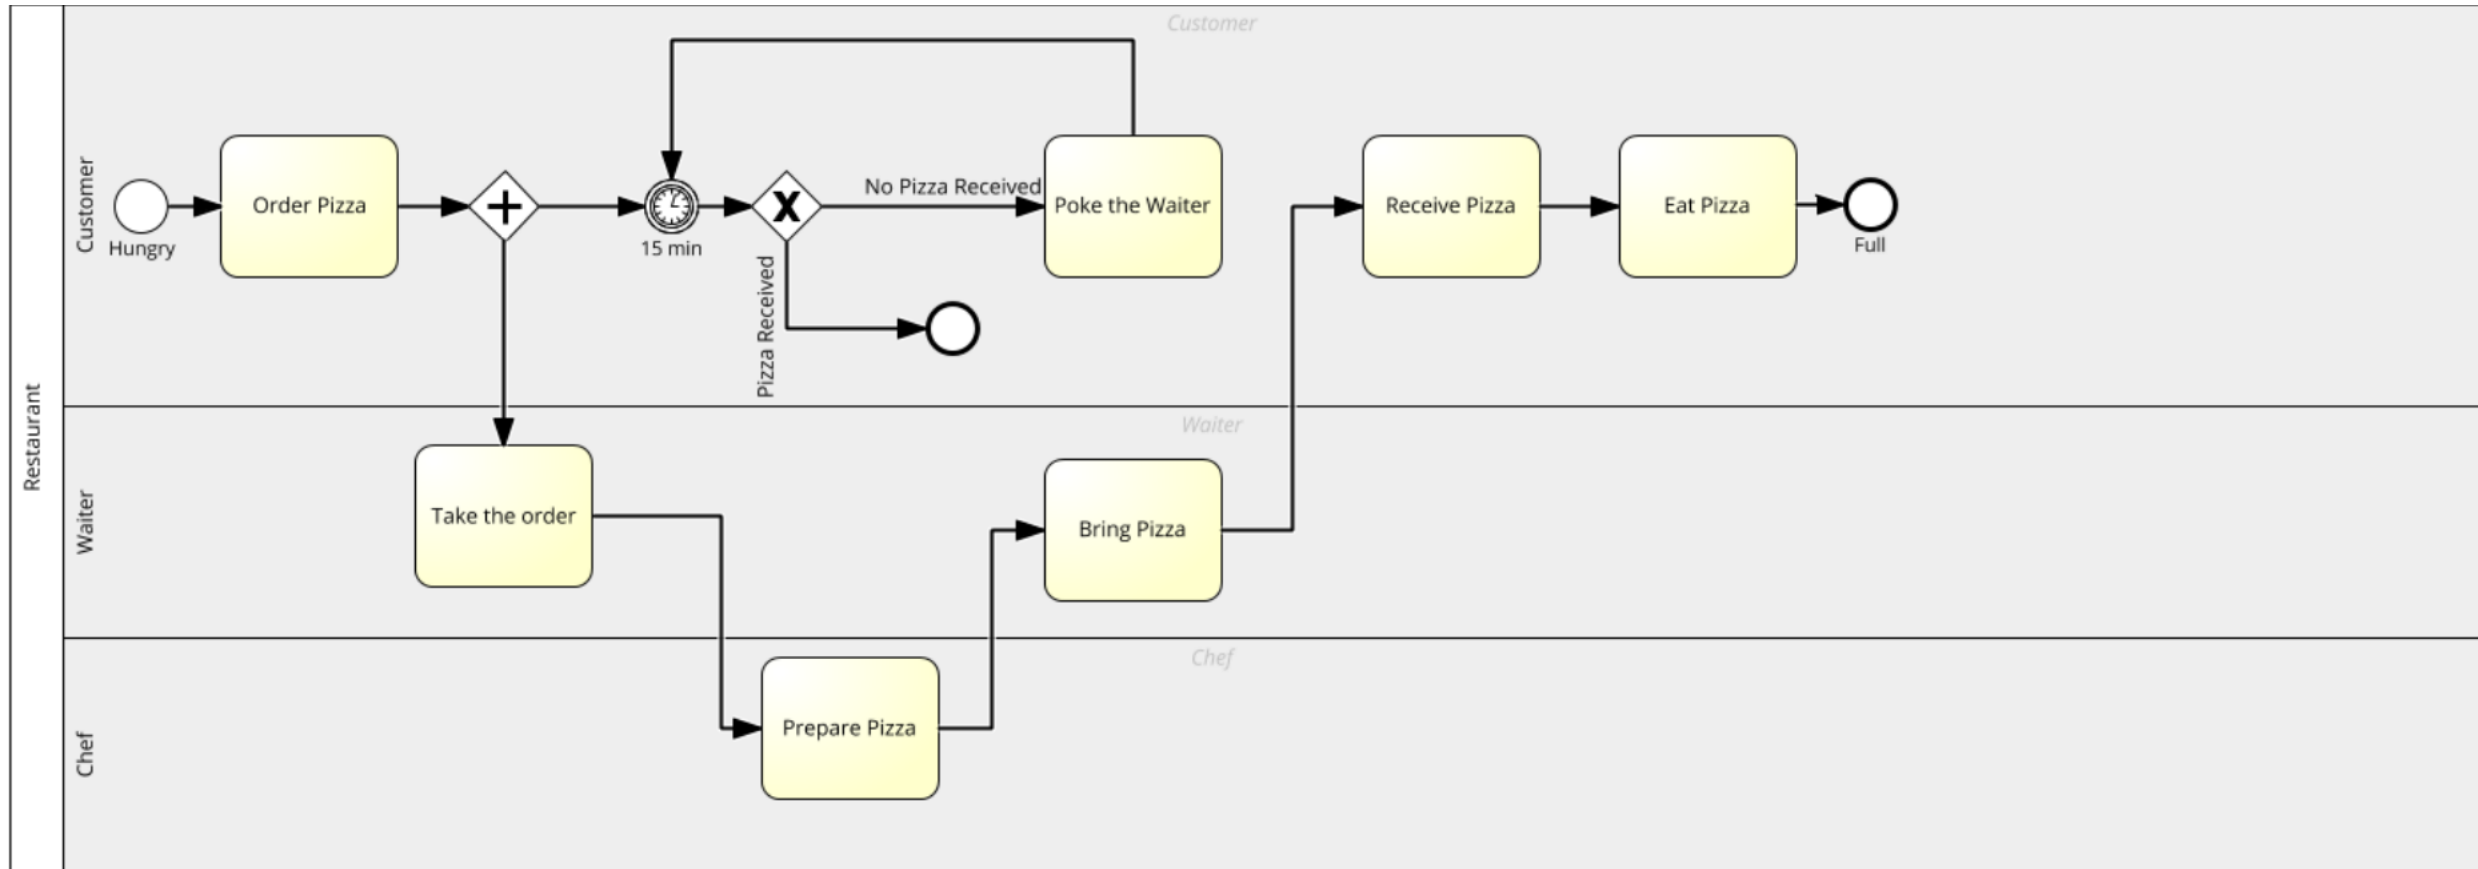 Restaurant
Customer
Customer
Hungry
Order Pizza
15 min
No Pizza Received
Pizza Received
Poke the Waiter
Receive Pizza
Eat Pizza
Full
Waiter
Waiter
Take the order
Bring Pizza
Chef
Chef
Prepare Pizza